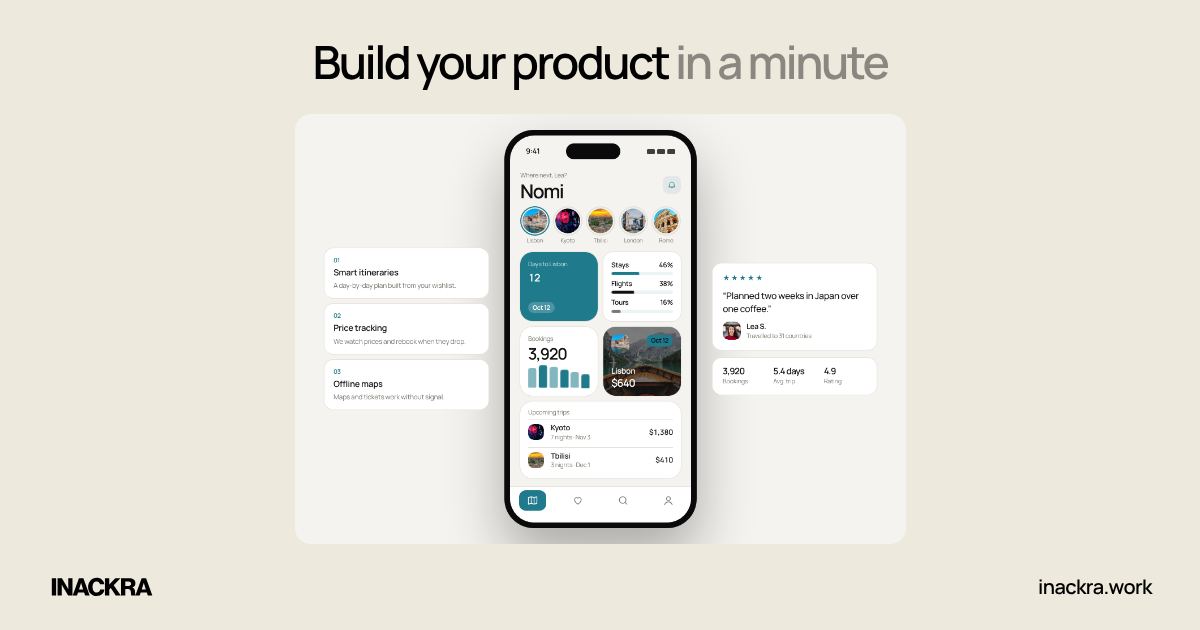 Build your product in a minute
9:41
Where next, Lea?
Nomi
Lisbon
Kyoto
Tbilisi
London
Rome
Days to Lisbon
12
Oct 12
Stays 46%
Flights 38%
Tours 16%
Bookings
3,920
Oct 12
Lisbon
$640
Upcoming trips
Kyoto
7 nights · Nov 3
$1,380
Tbilisi
3 nights · Dec 1
$410
01
Smart itineraries
A day-by-day plan built from your wishlist.
02
Price tracking
We watch prices and rebook when they drop.
03
Offline maps
Maps and tickets work without signal.
★★★★★
“Planned two weeks in Japan over
one coffee.”
Lea S.
Travelled to 31 countries
3,920 5.4 days 4.9
Bookings Avg. trip Rating
INACKRA
inackra.work